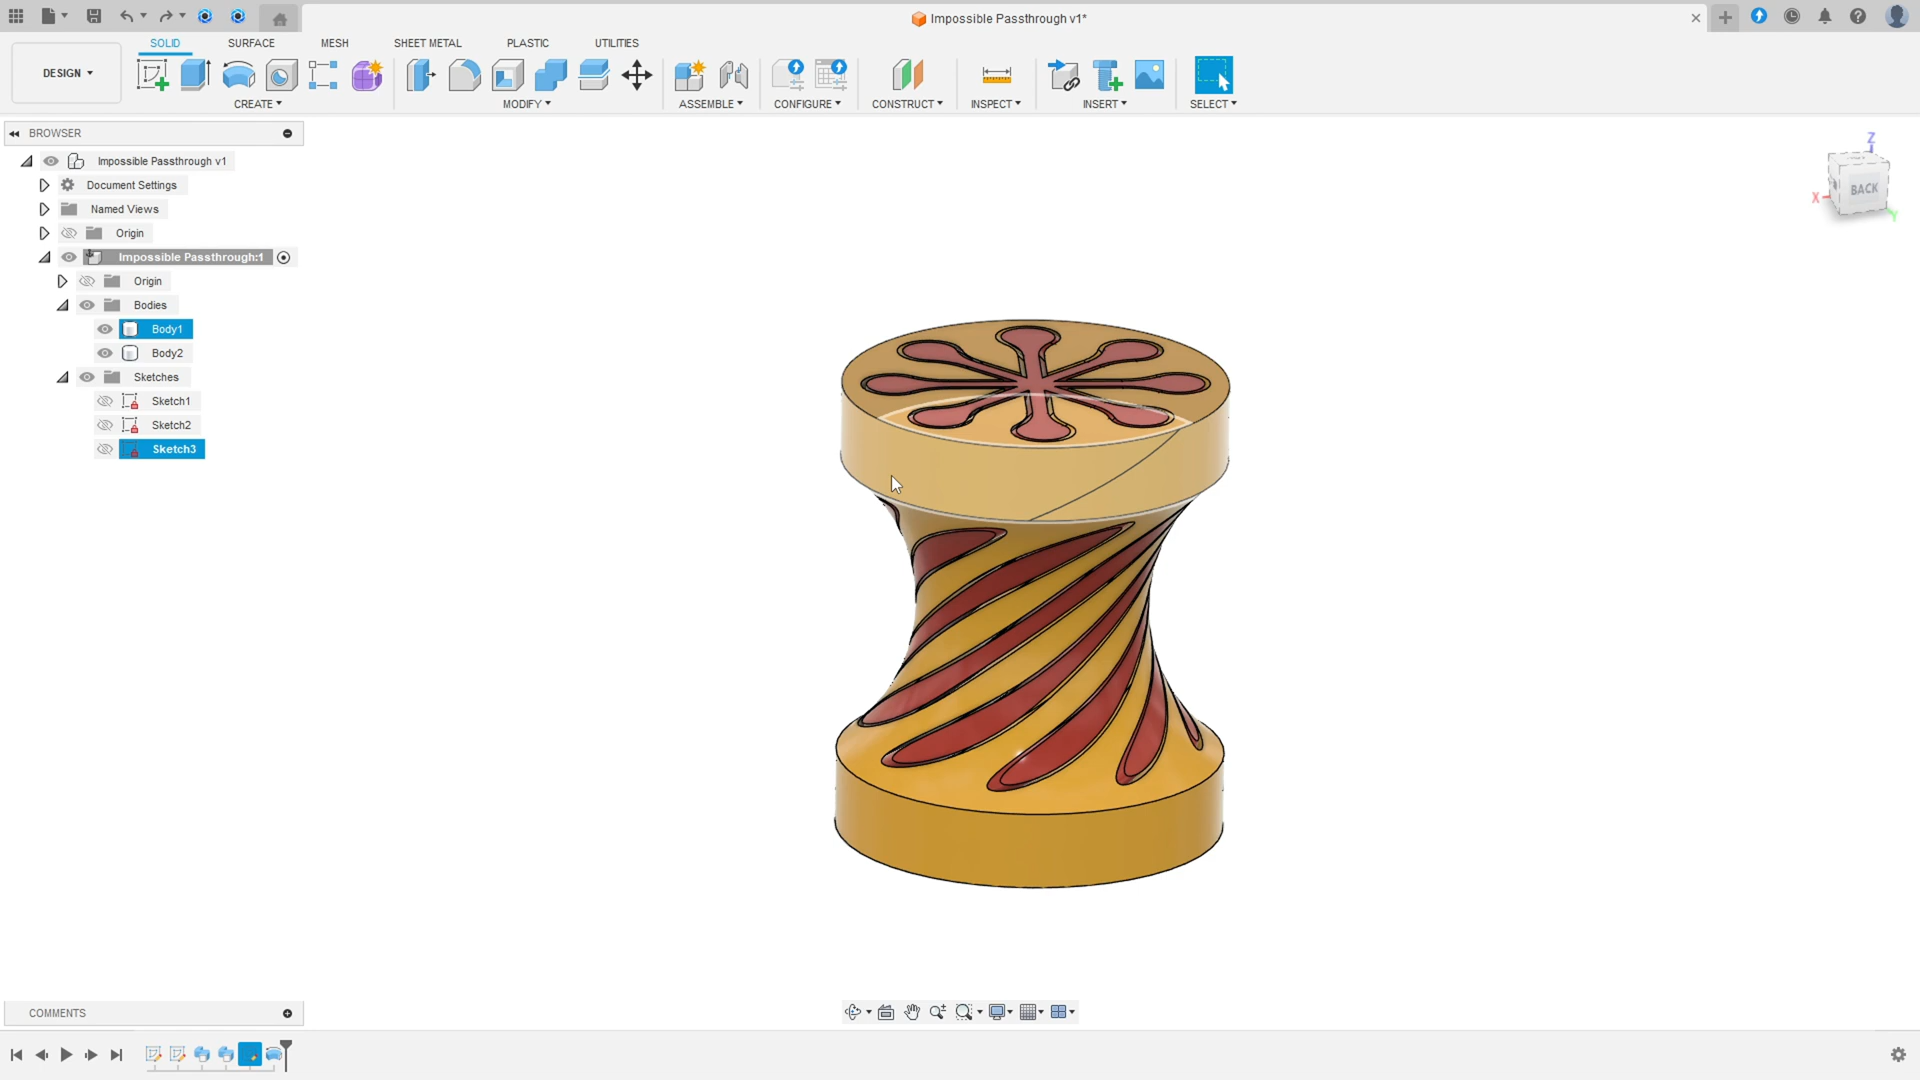 Impossible Passthrough v1*
SOLID SURFACE MESH SHEET METAL PLASTIC UTILITIES
DESIGN
CREATE MODIFY ASSEMBLE CONFIGURE CONSTRUCT INSPECT INSERT SELECT
BROWSER
Impossible Passthrough v1
Document Settings
Named Views
Origin
Impossible Passthrough:1
Origin
Bodies
Body1
Body2
Sketches
Sketch1
Sketch2
Sketch3
Z
BACK
X
Y
COMMENTS